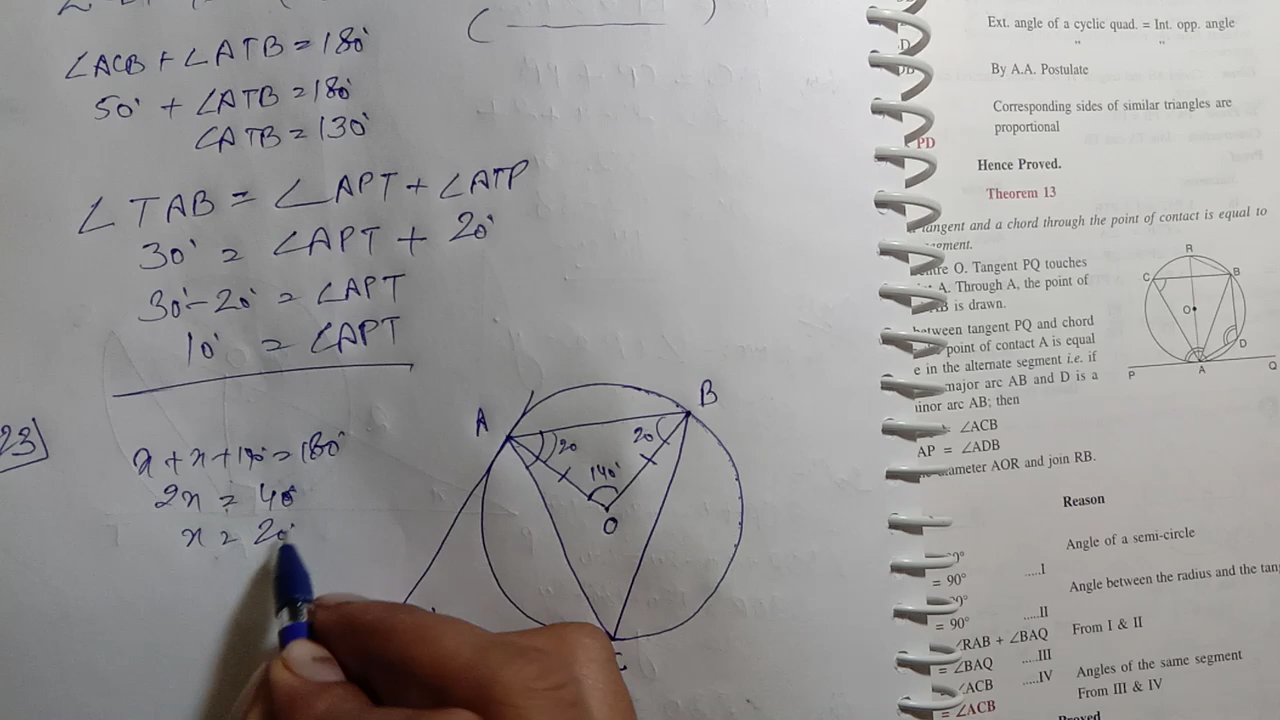 ∠ACB + ∠ATB = 180°
50° + ∠ATB = 180°
∠ATB = 130°
∠TAB = ∠APT + ∠ATP
30° = ∠APT + 20°
30° - 20° = ∠APT
10° = ∠APT
23)
x + x + 140° = 180°
2x = 40°
x = 20°
A
B
20
20
140°
O
C
Ext. angle of a cyclic quad. = Int. opp. angle
" "
By A.A. Postulate
Corresponding sides of similar triangles are
proportional
PD
Hence Proved.
Theorem 13
tangent and a chord through the point of contact is equal to
O. Tangent PQ touches
A. Through A, the point of
is drawn.
between tangent PQ and chord
point of contact A is equal
e in the alternate segment i.e. if
major arc AB and D is a
arc AB; then
= ∠ACB
AP = ∠ADB
diameter AOR and join RB.
R
C
B
O
D
P
A
Q
Reason
Angle of a semi-circle
= 90° .....I
Angle between the radius and the tan
= 90° .....II
∠RAB + ∠BAQ From I & II
= ∠BAQ .....III
∠ACB .....IV Angles of the same segment
= ∠ACB From III & IV
Proved